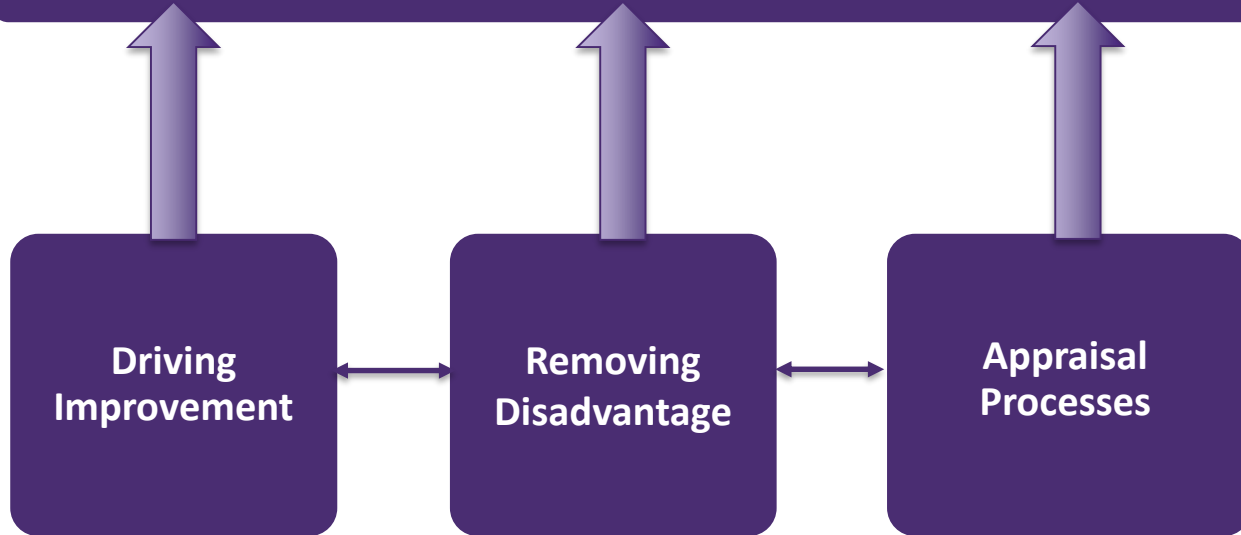 Driving
Improvement
Removing
Disadvantage
Appraisal
Processes